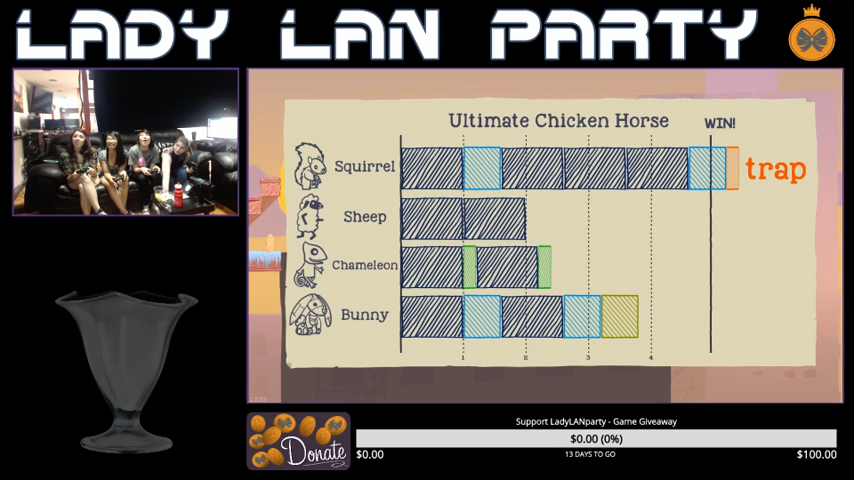 LADY LAN PARTY
Ultimate Chicken Horse
WIN!
Squirrel
trap
Sheep
Chameleon
Bunny
1 2 3 4
Support LadyLANparty - Game Giveaway
Donate
$0.00 (0%)
$0.00
13 DAYS TO GO
$100.00